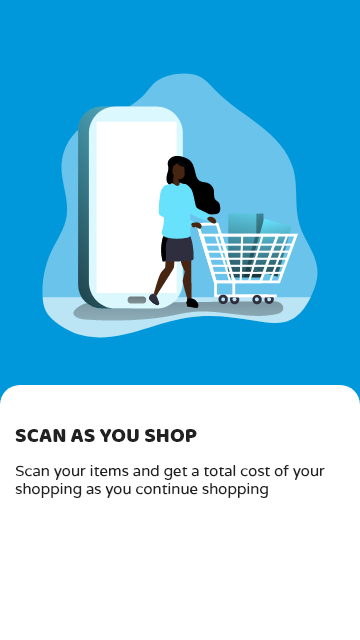 SCAN AS YOU SHOP
Scan your items and get a total cost of your
shopping as you continue shopping